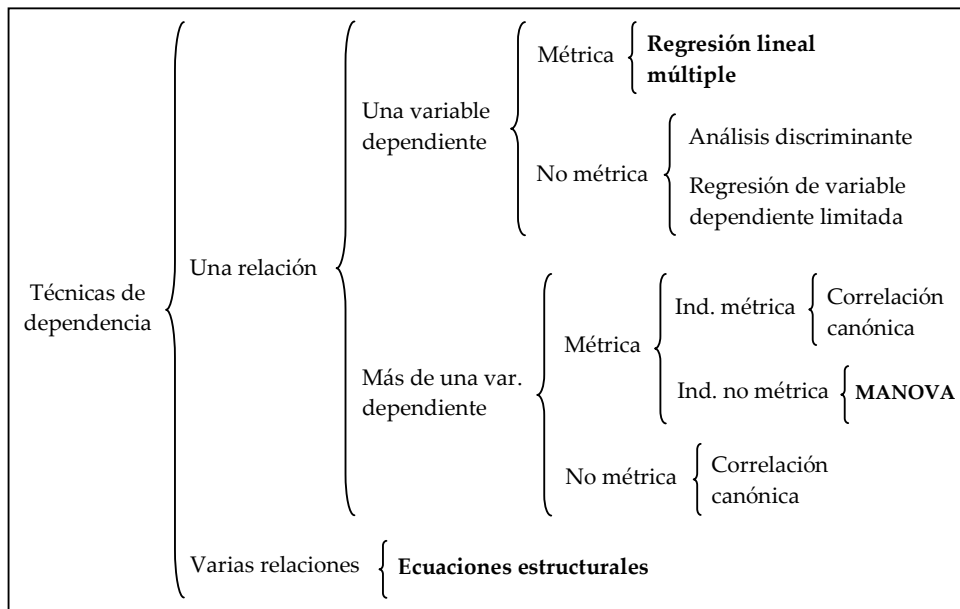 Técnicas de
dependencia
Una relación
Una variable
dependiente
Métrica
Regresión lineal
múltiple
No métrica
Análisis discriminante
Regresión de variable
dependiente limitada
Más de una var.
dependiente
Métrica
Ind. métrica
Correlación
canónica
Ind. no métrica
MANOVA
No métrica
Correlación
canónica
Varias relaciones
Ecuaciones estructurales